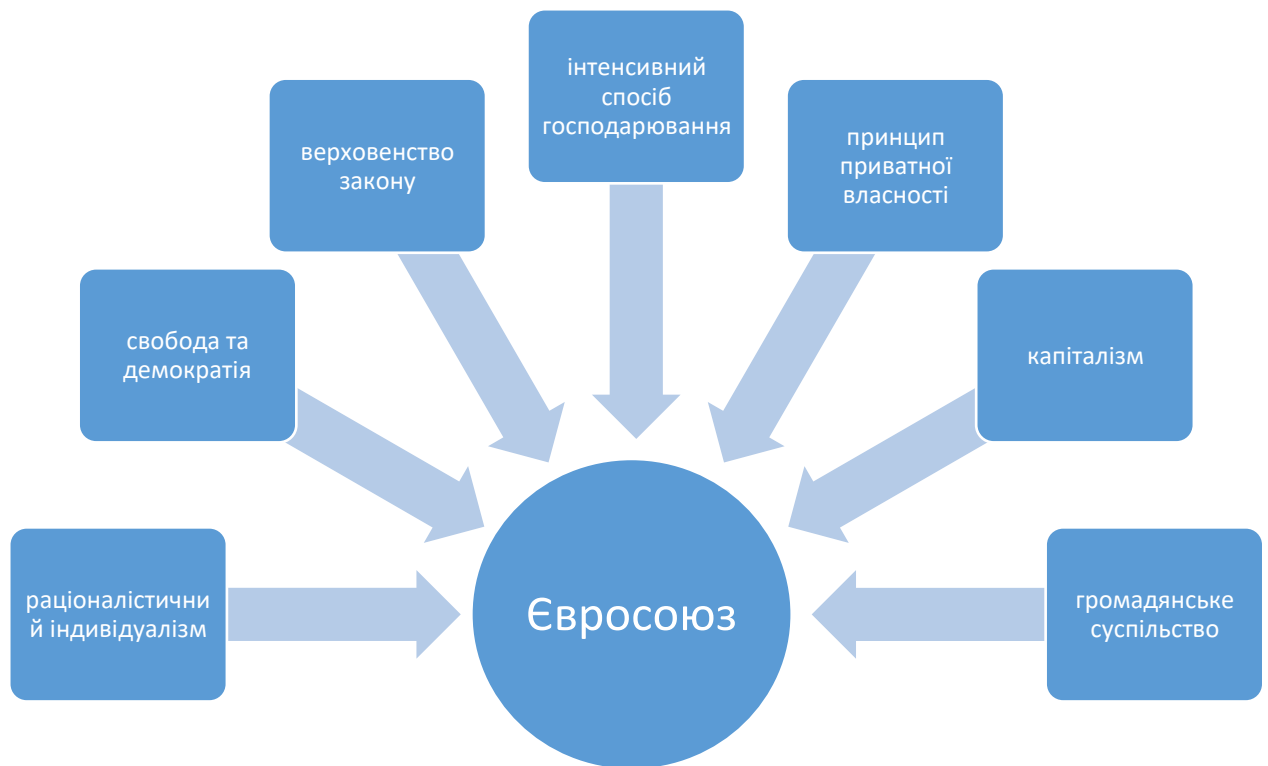 інтенсивний
спосіб
господарювання
верховенство
закону
принцип
приватної
власності
свобода та
демократія
капіталізм
раціоналістични
й індивідуалізм
Євросоюз
громадянське
суспільство